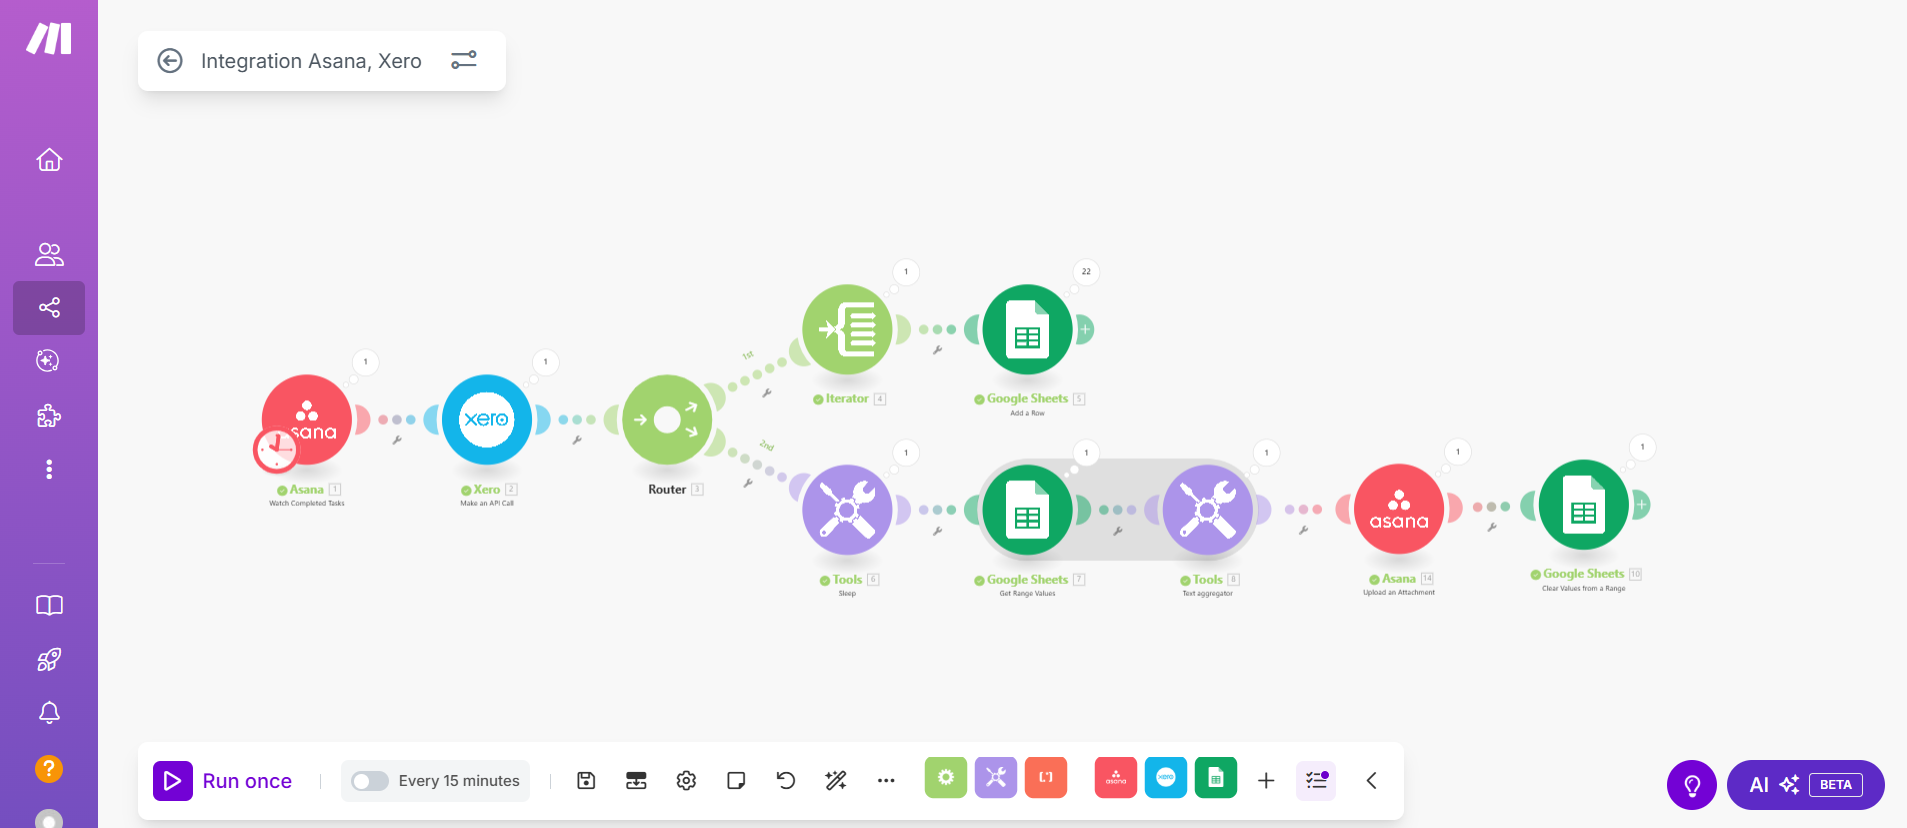 Integration Asana, Xero
1
22
1st
Iterator 4
Google Sheets 5
Add a Row
1
1
asana
xero
Asana 1
Watch Completed Tasks
Xero 2
Make an API Call
Router 3
2nd
1
1
1
1
1
asana
Tools 6
Sleep
Google Sheets 7
Get Range Values
Tools 8
Text aggregator
Asana 14
Upload an Attachment
Google Sheets 10
Clear Values from a Range
Run once
Every 15 minutes
asana
xero
AI BETA